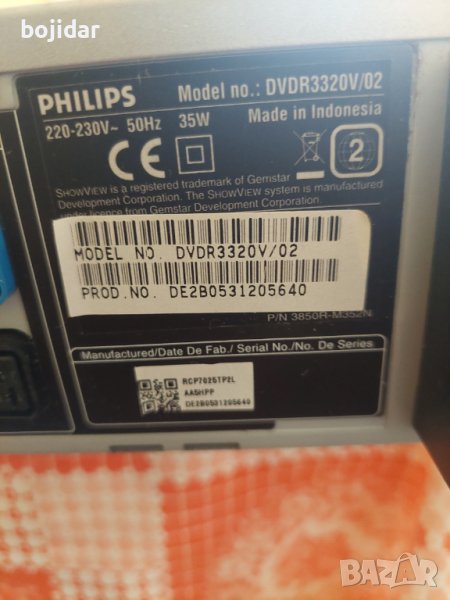 bojidar
PHILIPS
Model no.: DVDR3320V/02
220-230V~ 50Hz 35W
Made in Indonesia
CE
2
SHOWVIEW is a registered trademark of Gemstar
Development Corporation. The SHOWVIEW system is manufactured
under licence from Gemstar Development Corporation.
MODEL NO. DVDR3320V/02
PROD.NO. DE2B0531205640
P/N 3850R-M352N
Manufactured/Date De Fab./ Serial No./No. De Series
RCP7025TP2L
AA5HPP
DE2B0531205640
BAZAR